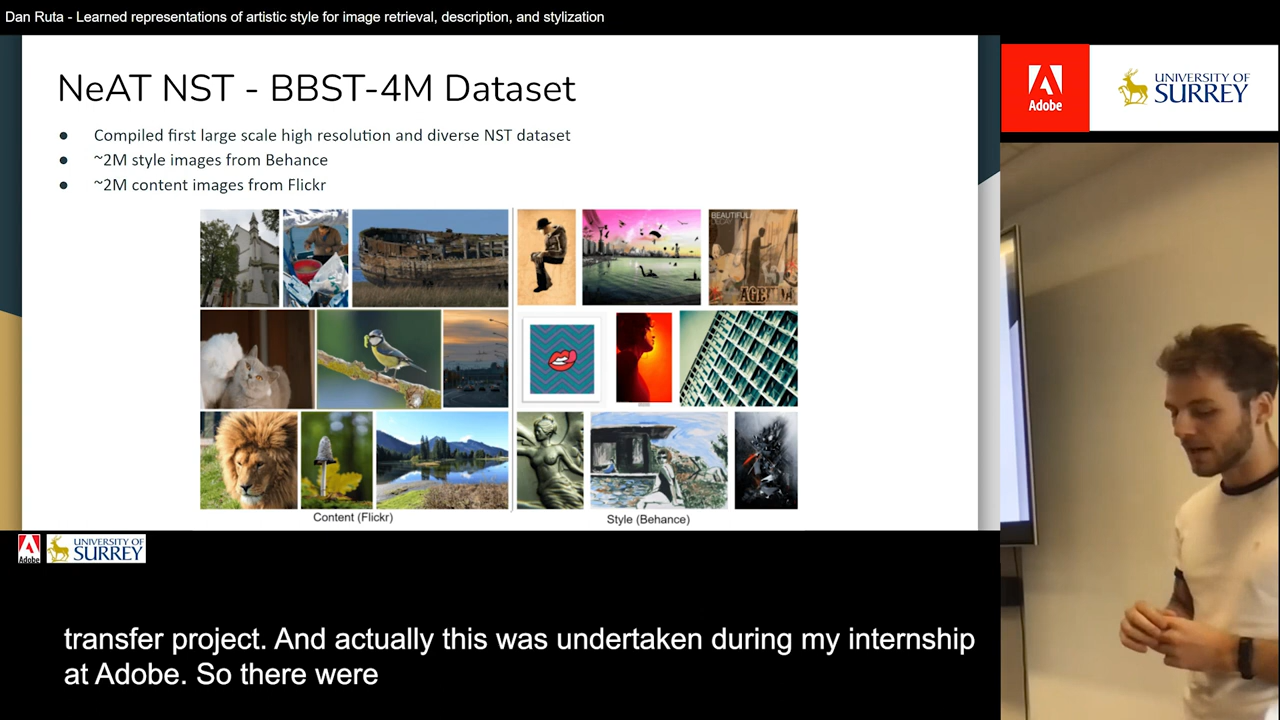 Dan Ruta - Learned representations of artistic style for image retrieval, description, and stylization
NeAT NST - BBST-4M Dataset
● Compiled first large scale high resolution and diverse NST dataset
● ~2M style images from Behance
● ~2M content images from Flickr
BEAUTIFUL/
DECAY
Content (Flickr)
Style (Behance)
Adobe
UNIVERSITY OF
SURREY
Adobe
UNIVERSITY OF
SURREY
transfer project. And actually this was undertaken during my internship
at Adobe. So there were